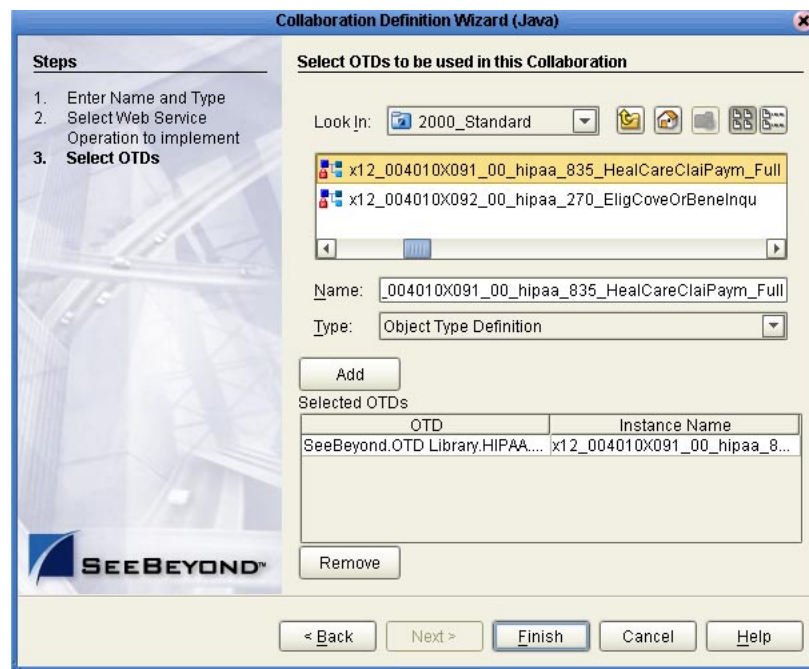 Collaboration Definition Wizard (Java)
Steps
1. Enter Name and Type
2. Select Web Service
Operation to implement
3. Select OTDs
Select OTDs to be used in this Collaboration
Look In: 2000_Standard
x12_004010X091_00_hipaa_835_HealCareClaiPaym_Full
x12_004010X092_00_hipaa_270_EligCoveOrBeneInqu
Name: _004010X091_00_hipaa_835_HealCareClaiPaym_Full
Type: Object Type Definition
Add
Selected OTDs
OTD Instance Name
SeeBeyond.OTD Library.HIPAA.... x12_004010X091_00_hipaa_8...
SEEBEYOND™
Remove
< Back Next > Finish Cancel Help